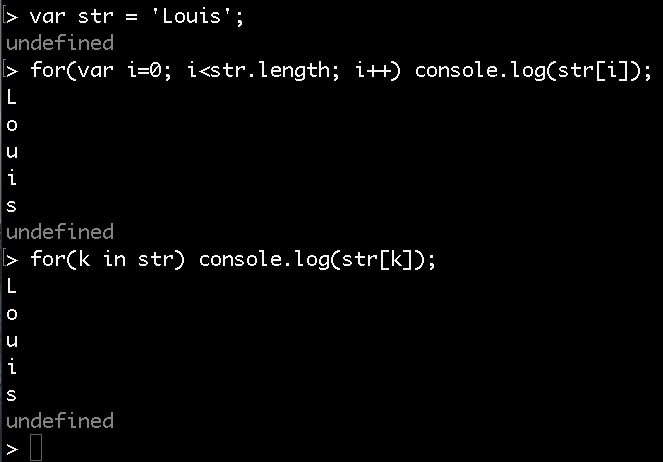 > var str = 'Louis';
undefined
> for(var i=0; i<str.length; i++) console.log(str[i]);
L
o
u
i
s
undefined
> for(k in str) console.log(str[k]);
L
o
u
i
s
undefined
>